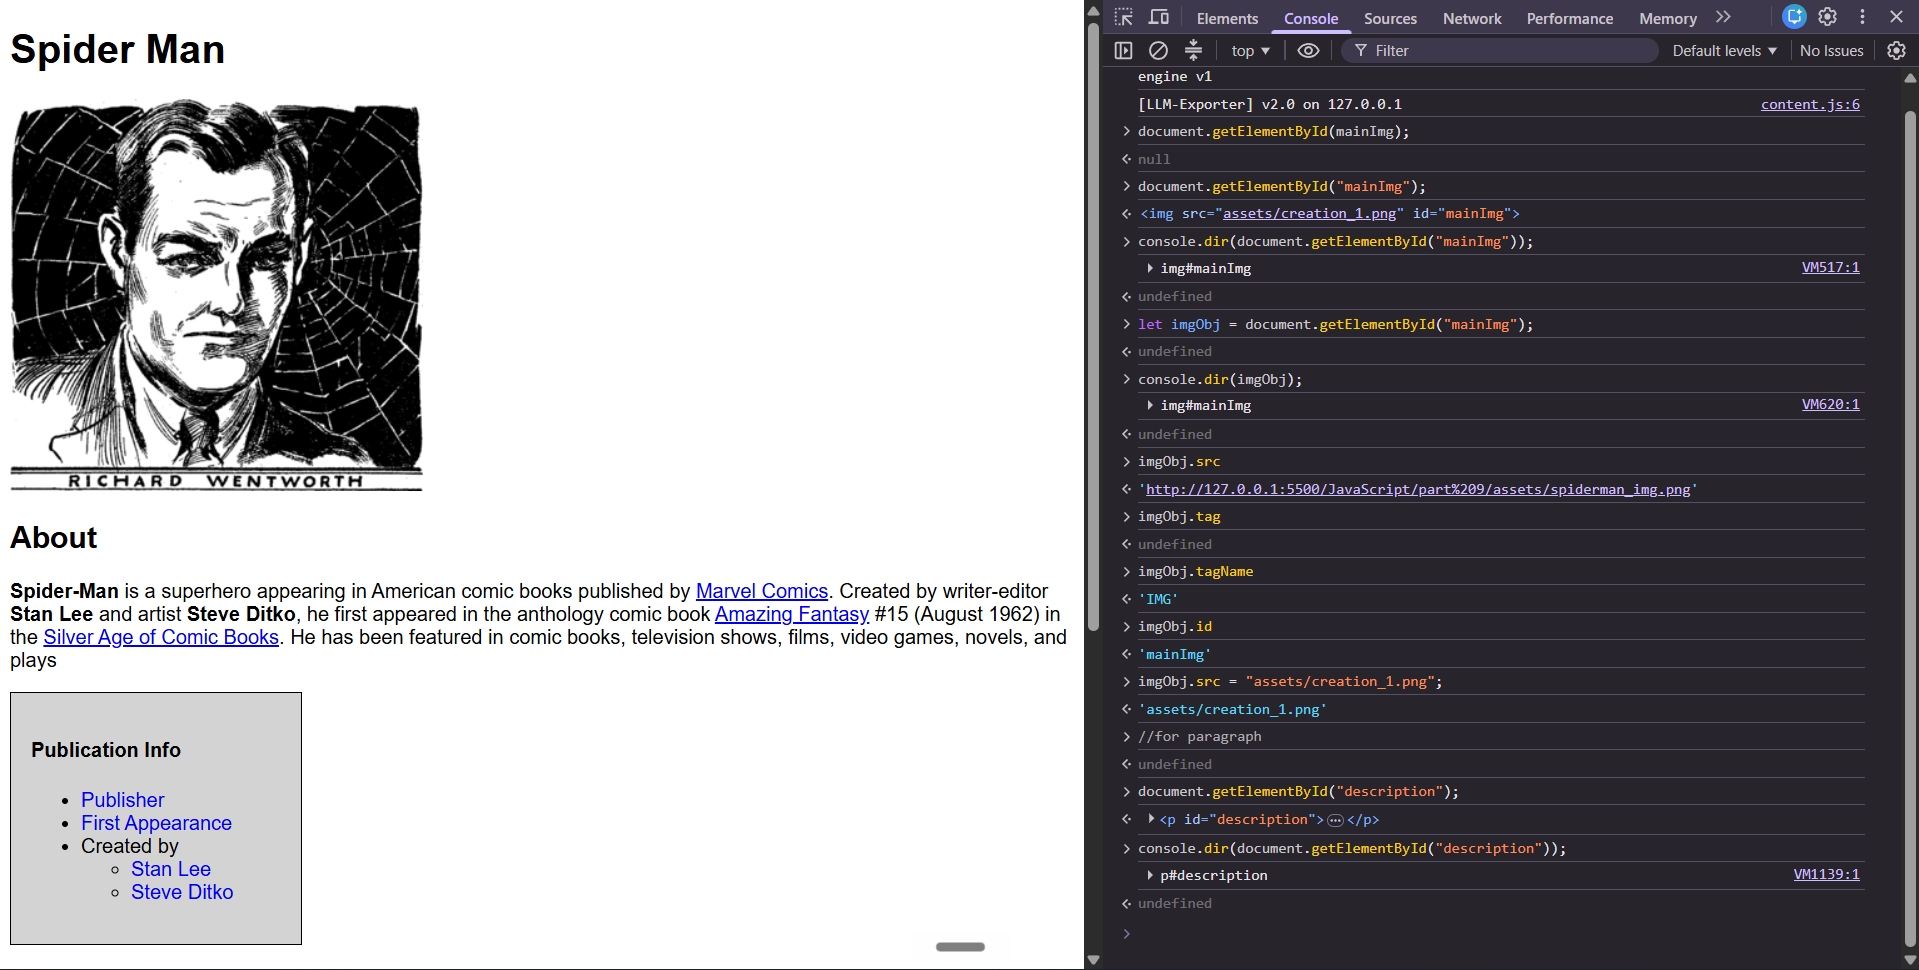 Spider Man
RICHARD WENTWORTH
About
Spider-Man is a superhero appearing in American comic books published by Marvel Comics. Created by writer-editor
Stan Lee and artist Steve Ditko, he first appeared in the anthology comic book Amazing Fantasy #15 (August 1962) in
the Silver Age of Comic Books. He has been featured in comic books, television shows, films, video games, novels, and
plays
Publication Info
• Publisher
• First Appearance
• Created by
◦ Stan Lee
◦ Steve Ditko
Elements Console Sources Network Performance Memory
top Filter Default levels No Issues
engine v1
[LLM-Exporter] v2.0 on 127.0.0.1 content.js:6
> document.getElementById(mainImg);
null
> document.getElementById("mainImg");
<img src="assets/creation_1.png" id="mainImg">
> console.dir(document.getElementById("mainImg"));
img#mainImg VM517:1
undefined
> let imgObj = document.getElementById("mainImg");
undefined
> console.dir(imgObj);
img#mainImg VM620:1
undefined
> imgObj.src
'http://127.0.0.1:5500/JavaScript/part%209/assets/spiderman_img.png'
> imgObj.tag
undefined
> imgObj.tagName
'IMG'
> imgObj.id
'mainImg'
> imgObj.src = "assets/creation_1.png";
'assets/creation_1.png'
> //for paragraph
undefined
> document.getElementById("description");
<p id="description">…</p>
> console.dir(document.getElementById("description"));
p#description VM1139:1
undefined
>